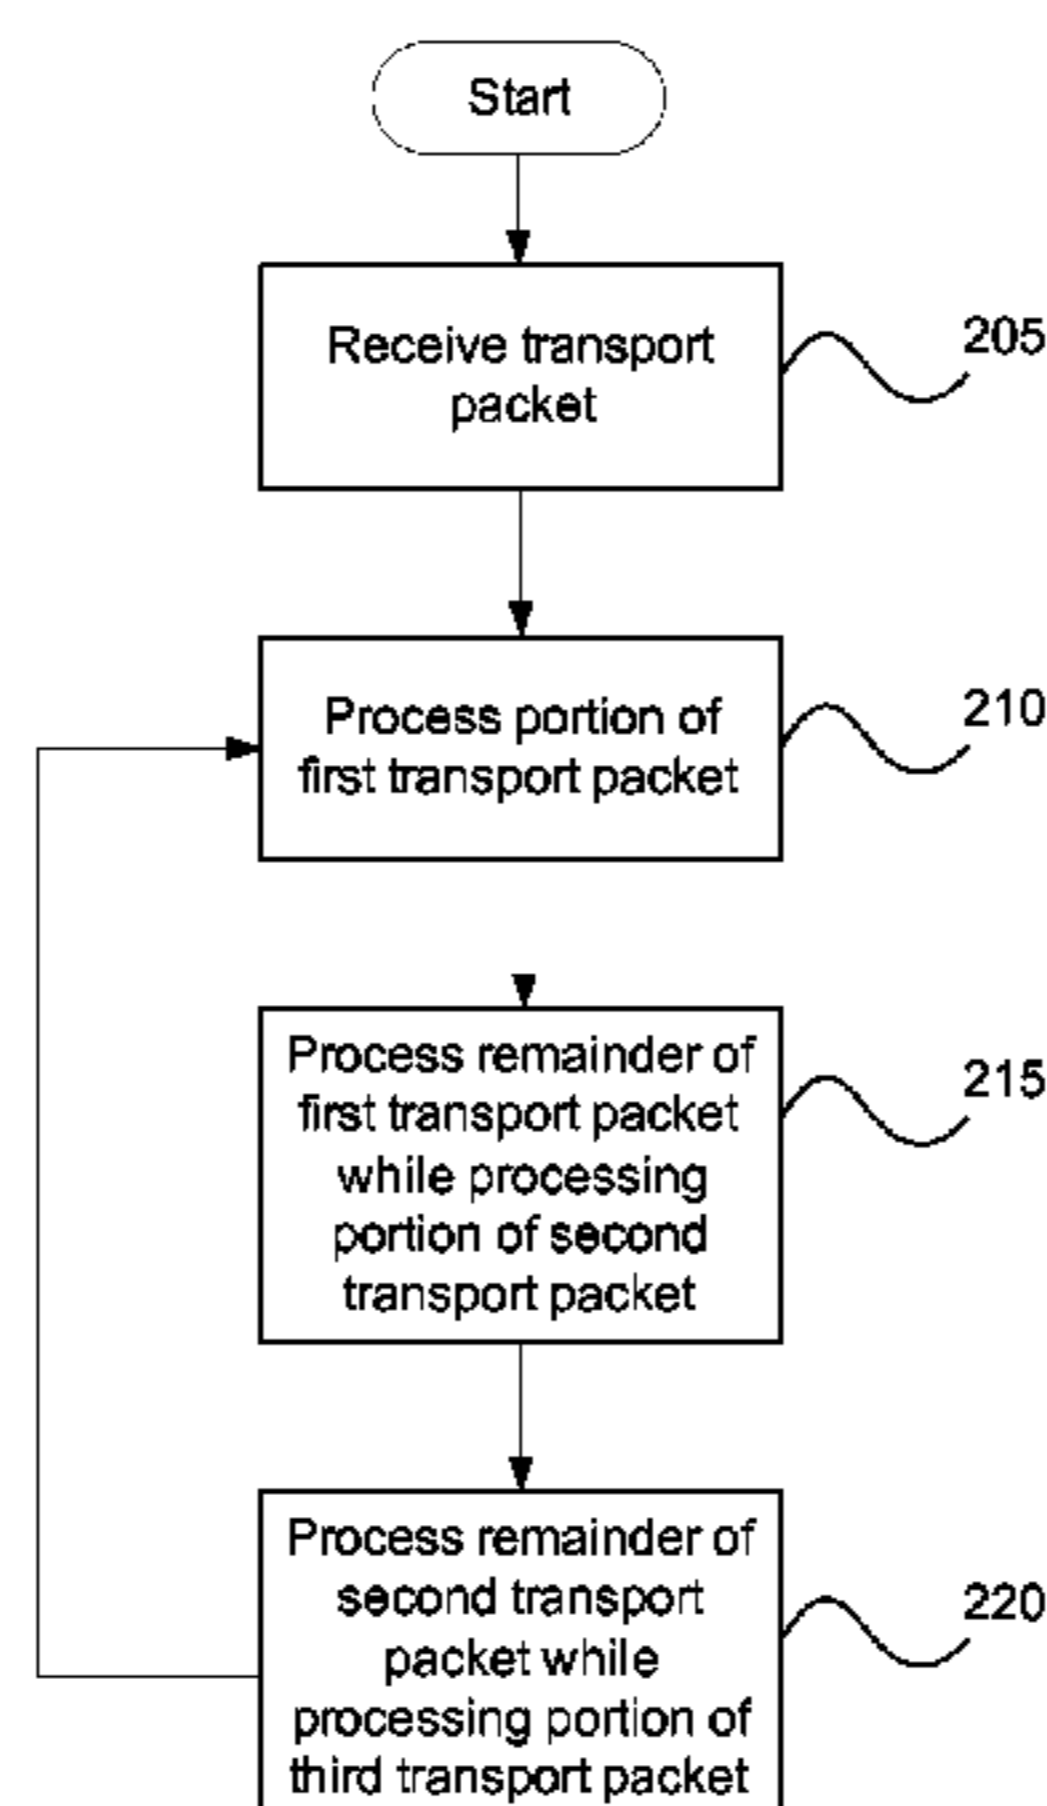 Start
Receive transport
packet
205
Process portion of
first transport packet
210
Process remainder of
first transport packet
while processing
portion of second
transport packet
215
Process remainder of
second transport
packet while
processing portion of
third transport packet
220